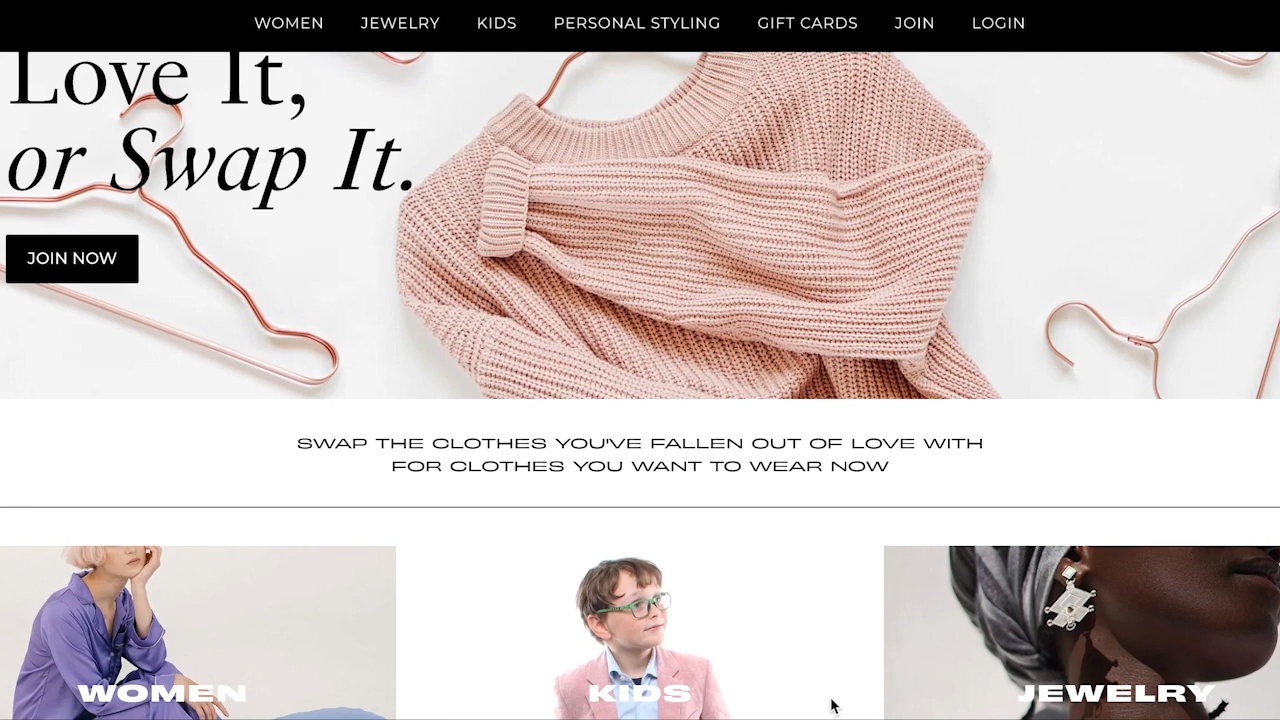 WOMEN JEWELRY KIDS PERSONAL STYLING GIFT CARDS JOIN LOGIN
Love It,
or Swap It.
JOIN NOW
SWAP THE CLOTHES YOU'VE FALLEN OUT OF LOVE WITH
FOR CLOTHES YOU WANT TO WEAR NOW
WOMEN KIDS JEWELRY